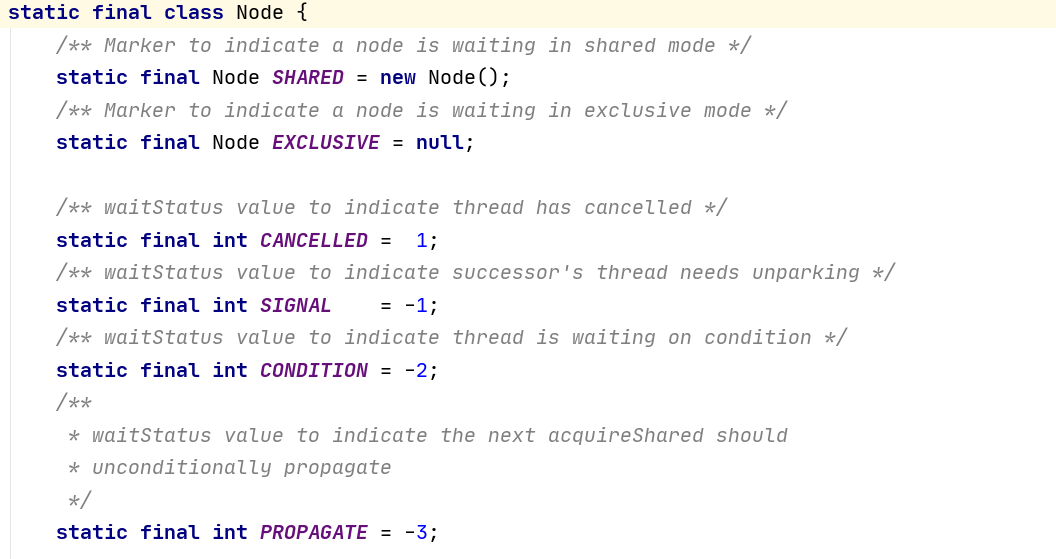 static final class Node {
    /** Marker to indicate a node is waiting in shared mode */
    static final Node SHARED = new Node();
    /** Marker to indicate a node is waiting in exclusive mode */
    static final Node EXCLUSIVE = null;

    /** waitStatus value to indicate thread has cancelled */
    static final int CANCELLED =  1;
    /** waitStatus value to indicate successor's thread needs unparking */
    static final int SIGNAL    = -1;
    /** waitStatus value to indicate thread is waiting on condition */
    static final int CONDITION = -2;
    /**
     * waitStatus value to indicate the next acquireShared should
     * unconditionally propagate
     */
    static final int PROPAGATE = -3;